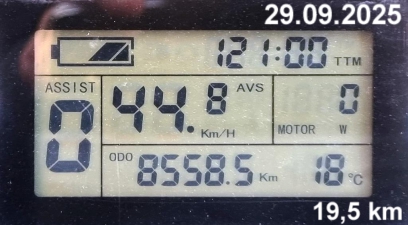 29.09.2025
121:00 TTM
ASSIST 0
44.8 AVS Km/H
0 MOTOR W
ODO 8558.5 Km 18 °C
19,5 km